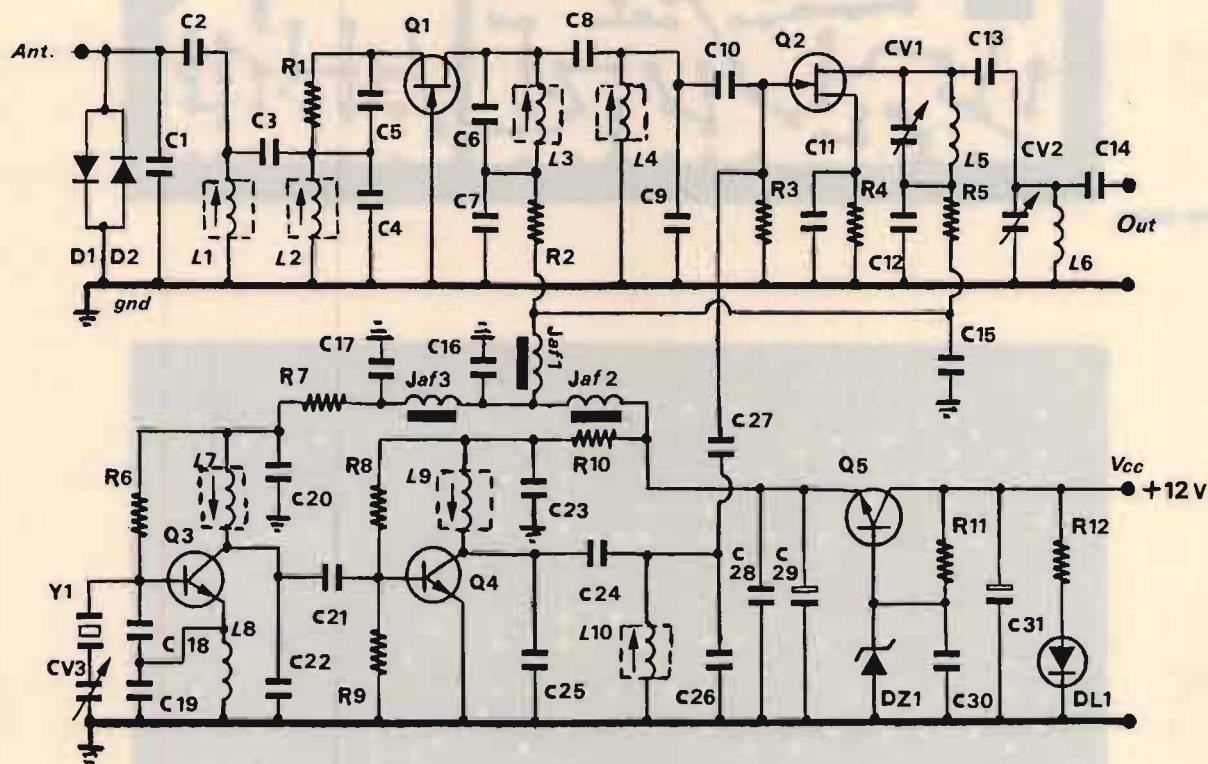 C2
Q1
C8
Ant.
R1
C10
Q2
CV1
C13
C1
C3
C5
C6
L3
L4
C11
L5
CV2
C14
C4
C7
R2
C9
R3
R4
R5
C12
Out
D1
D2
L1
L2
L6
gnd
C15
C17
C16
Jaf1
R7
Jaf3
Jaf2
C27
R6
L7
R8
L9
R10
Q5
Vcc
+12V
C20
C23
Q3
R11
R12
Y1
Q4
C24
C28
C29
C18
L8
C21
L10
C31
CV3
C19
C22
R9
C25
C26
DZ1
C30
DL1